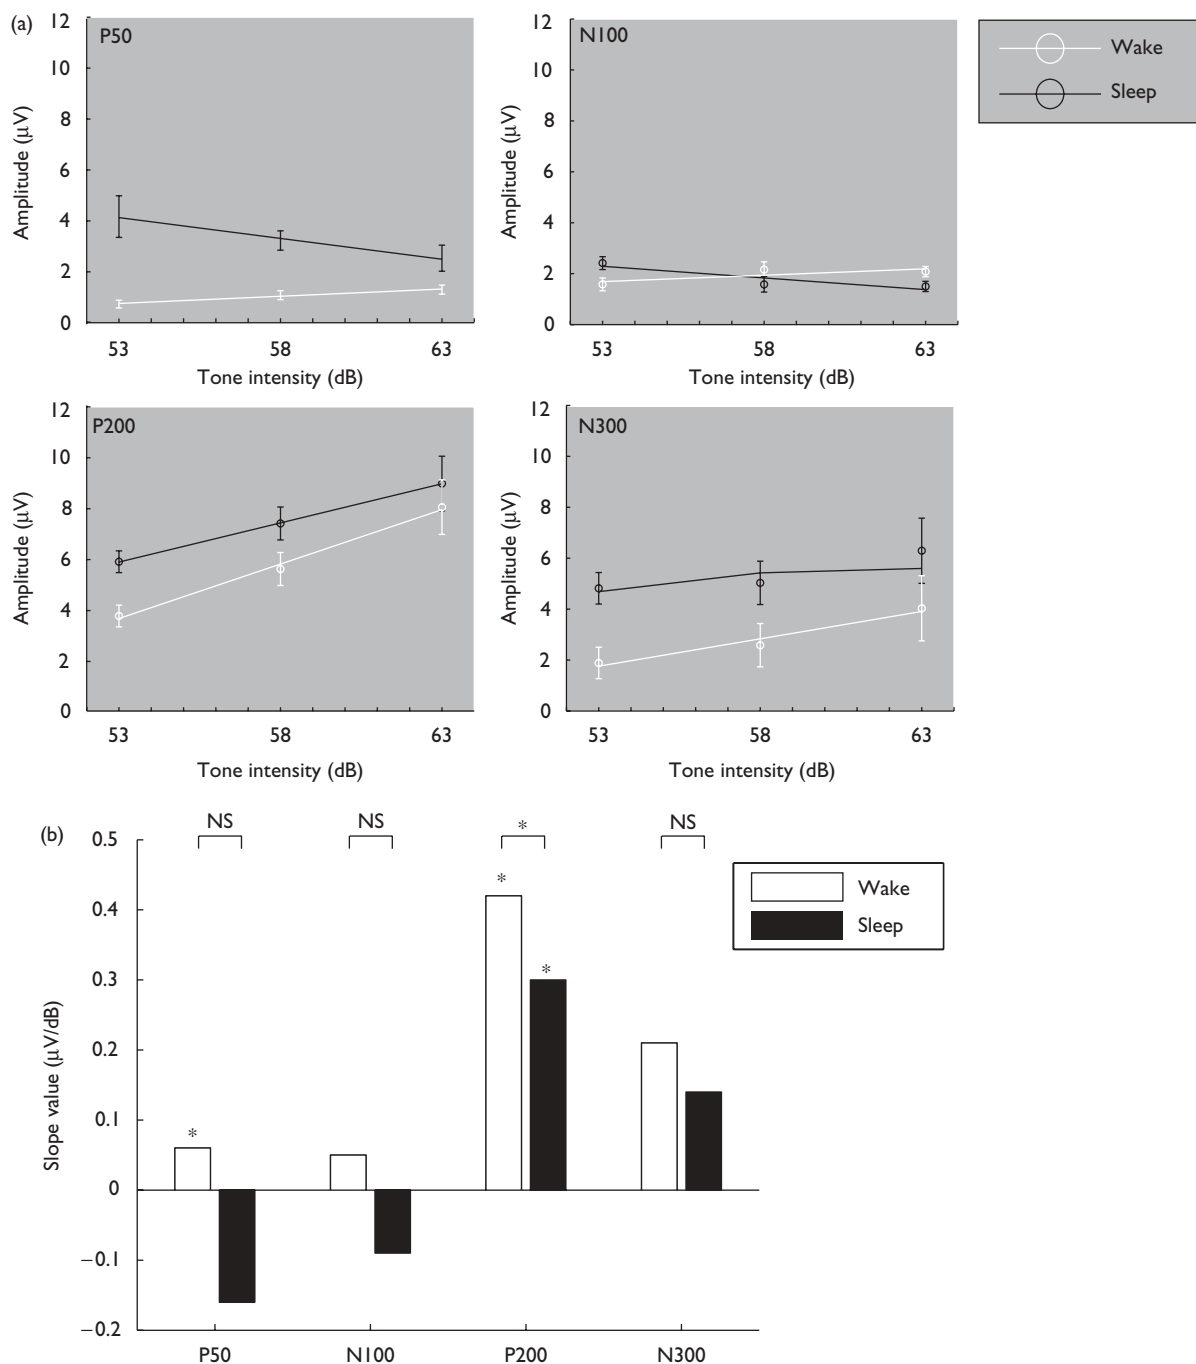 (a)
P50
12
10
8
6
4
2
0
Amplitude (μV)
53 58 63
Tone intensity (dB)
N100
12
10
8
6
4
2
0
Amplitude (μV)
53 58 63
Tone intensity (dB)
Wake
Sleep
P200
12
10
8
6
4
2
0
Amplitude (μV)
53 58 63
Tone intensity (dB)
N300
12
10
8
6
4
2
0
Amplitude (μV)
53 58 63
Tone intensity (dB)
(b)
NS NS * NS
0.5
0.4
0.3
0.2
0.1
0
−0.1
−0.2
Slope value (μV/dB)
*
*
*
Wake
Sleep
P50 N100 P200 N300